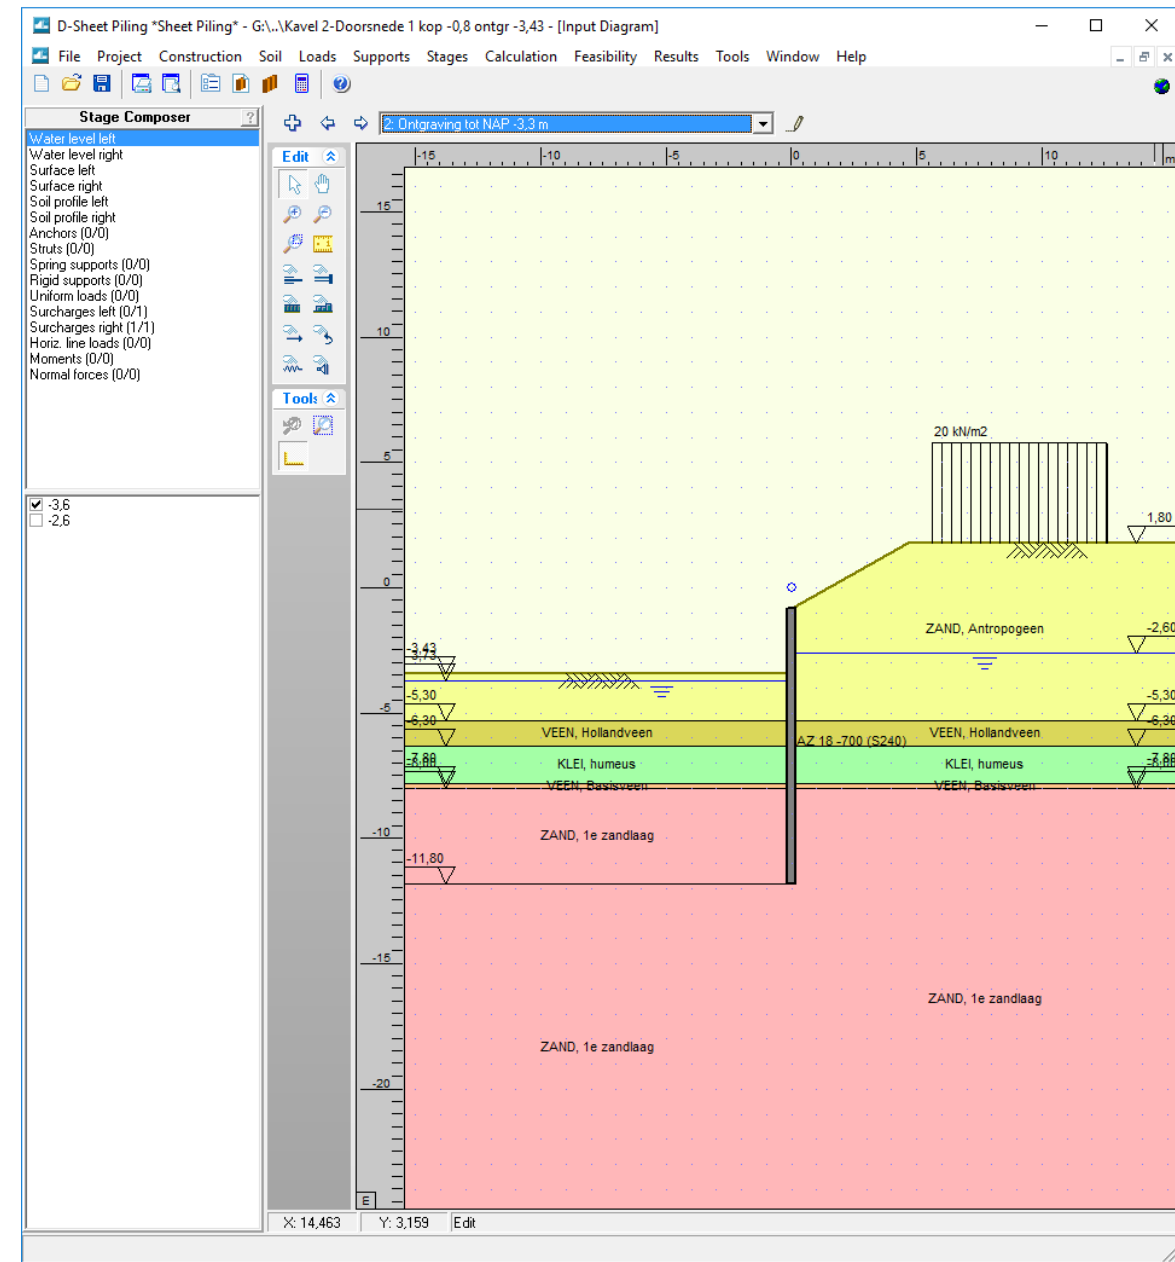 D-Sheet Piling *Sheet Piling* - G:\..\Kavel 2-Doorsnede 1 kop -0,8 ontgr -3,43 - [Input Diagram]
File Project Construction Soil Loads Supports Stages Calculation Feasibility Results Tools Window Help
Stage Composer
?
2: Ontgraving tot NAP -3,3 m
Water level left
Water level right
Surface left
Surface right
Soil profile left
Soil profile right
Anchors (0/0)
Struts (0/0)
Spring supports (0/0)
Rigid supports (0/0)
Uniform loads (0/0)
Surcharges left (0/1)
Surcharges right (1/1)
Horiz. line loads (0/0)
Moments (0/0)
Normal forces (0/0)
-3,6
-2,6
Edit
Tools
-15 -10 -5 0 5 10 m
15
10
5
0
-5
-10
-15
-20
20 kN/m2
1,80
ZAND, Antropogeen
-2,60
-3,43
-3,73
-5,30
-5,30
-6,30
-6,30
VEEN, Hollandveen
VEEN, Hollandveen
AZ 18 -700 (S240)
-7,80
-8,00
KLEI, humeus
KLEI, humeus
-7,80
-8,00
VEEN, Basisveen
VEEN, Basisveen
ZAND, 1e zandlaag
-11,80
ZAND, 1e zandlaag
ZAND, 1e zandlaag
E
X: 14,463 Y: 3,159 Edit